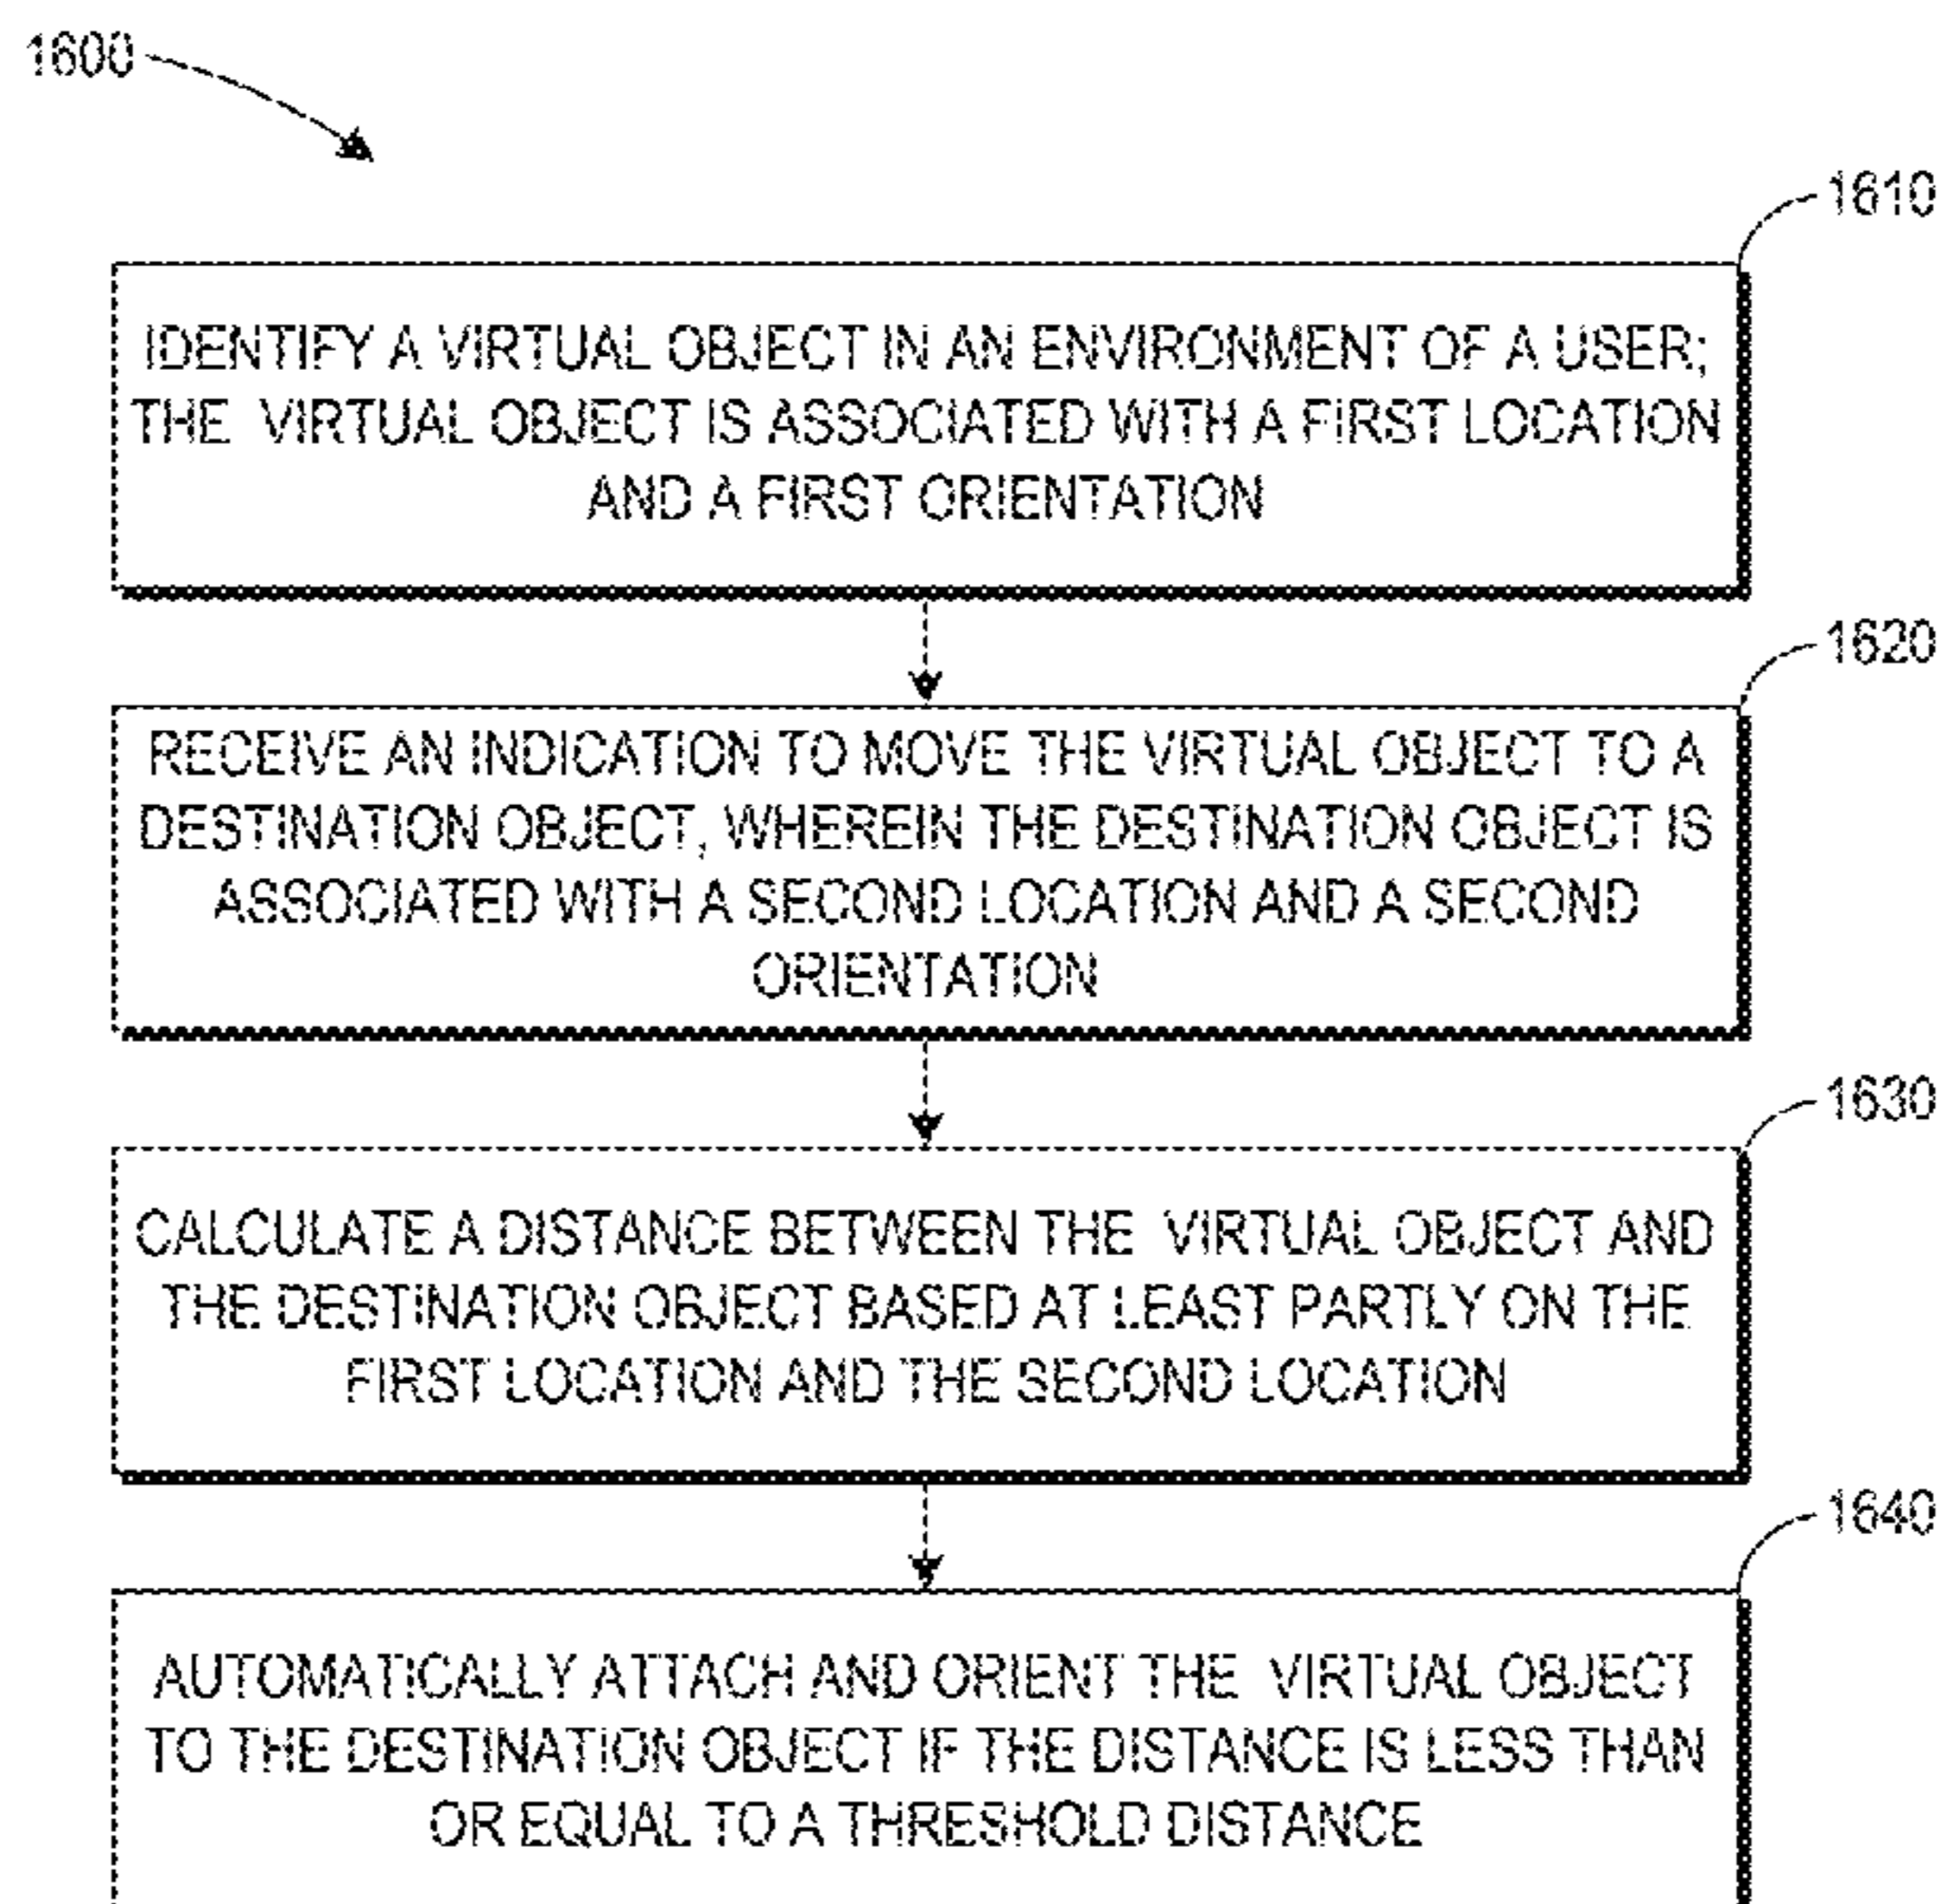 1600
1610
IDENTIFY A VIRTUAL OBJECT IN AN ENVIRONMENT OF A USER;
THE VIRTUAL OBJECT IS ASSOCIATED WITH A FIRST LOCATION
AND A FIRST ORIENTATION
1620
RECEIVE AN INDICATION TO MOVE THE VIRTUAL OBJECT TO A
DESTINATION OBJECT, WHEREIN THE DESTINATION OBJECT IS
ASSOCIATED WITH A SECOND LOCATION AND A SECOND
ORIENTATION
1630
CALCULATE A DISTANCE BETWEEN THE VIRTUAL OBJECT AND
THE DESTINATION OBJECT BASED AT LEAST PARTLY ON THE
FIRST LOCATION AND THE SECOND LOCATION
1640
AUTOMATICALLY ATTACH AND ORIENT THE VIRTUAL OBJECT
TO THE DESTINATION OBJECT IF THE DISTANCE IS LESS THAN
OR EQUAL TO A THRESHOLD DISTANCE